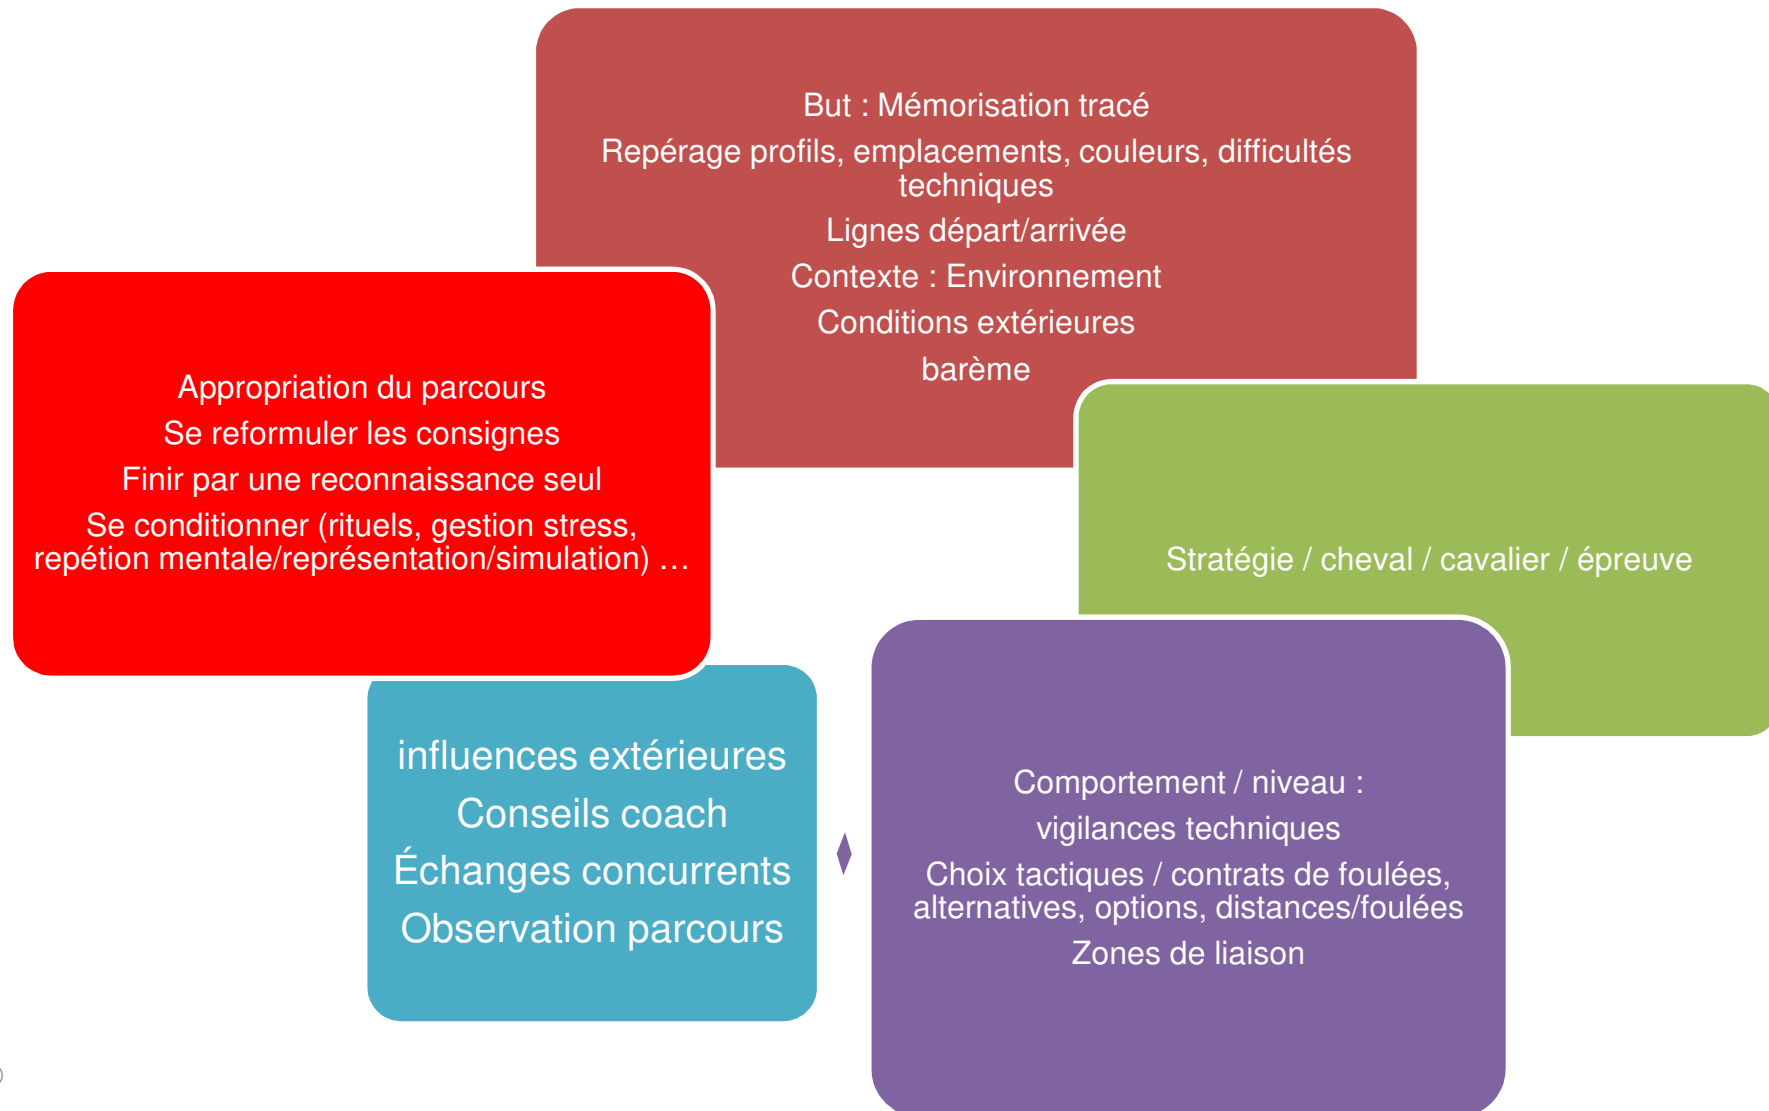 But : Mémorisation tracé
Repérage profils, emplacements, couleurs, difficultés
techniques
Lignes départ/arrivée
Contexte : Environnement
Conditions extérieures
barème
Stratégie / cheval / cavalier / épreuve
Comportement / niveau :
vigilances techniques
Choix tactiques / contrats de foulées,
alternatives, options, distances/foulées
Zones de liaison
influences extérieures
Conseils coach
Échanges concurrents
Observation parcours
Appropriation du parcours
Se reformuler les consignes
Finir par une reconnaissance seul
Se conditionner (rituels, gestion stress,
repétion mentale/représentation/simulation) …